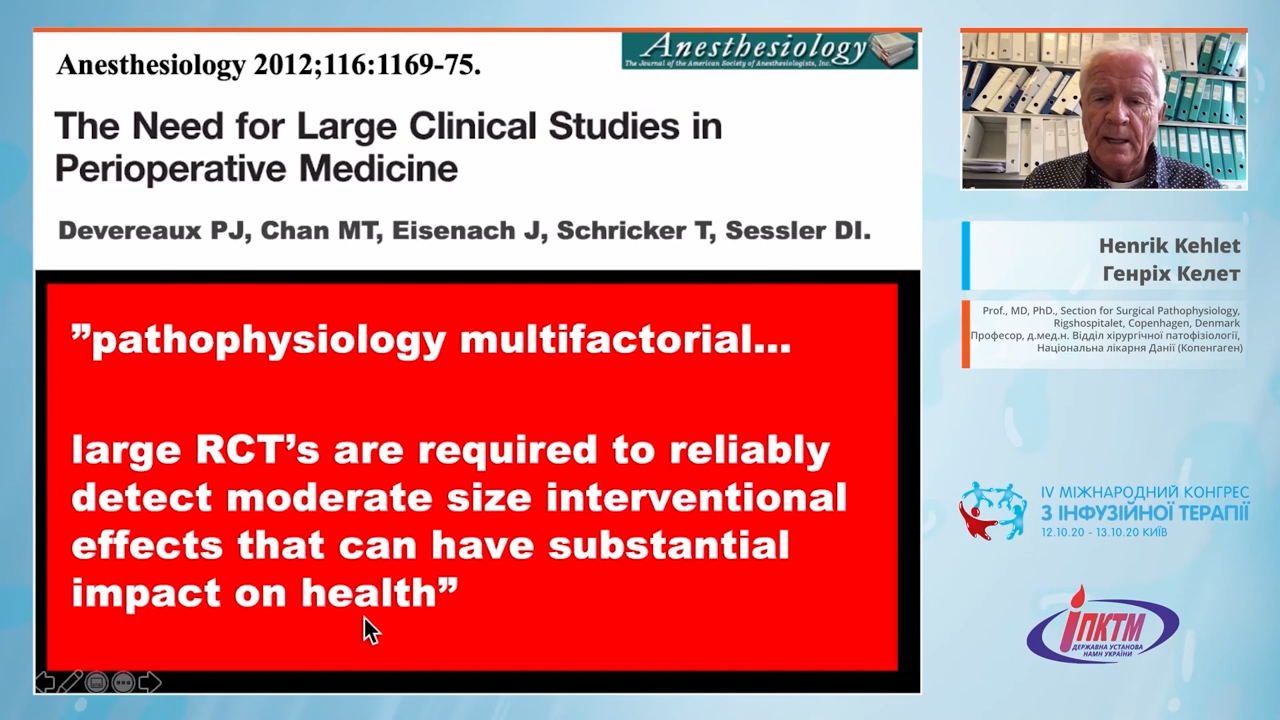 Anesthesiology 2012;116:1169-75.
Anesthesiology
The Journal of the American Society of Anesthesiologists, Inc.
The Need for Large Clinical Studies in
Perioperative Medicine
Devereaux PJ, Chan MT, Eisenach J, Schricker T, Sessler DI.
”pathophysiology multifactorial...
large RCT’s are required to reliably
detect moderate size interventional
effects that can have substantial
impact on health”
Henrik Kehlet
Генріх Келет
Prof., MD, PhD., Section for Surgical Pathophysiology,
Rigshospitalet, Copenhagen, Denmark
Професор, д.мед.н. Відділ хірургічної патофізіології,
Національна лікарня Данії (Копенгаген)
IV МІЖНАРОДНИЙ КОНГРЕС
З ІНФУЗІЙНОЇ ТЕРАПІЇ
12.10.20 - 13.10.20 КИЇВ
ІПКТМ
ДЕРЖАВНА УСТАНОВА
НАМН УКРАЇНИ